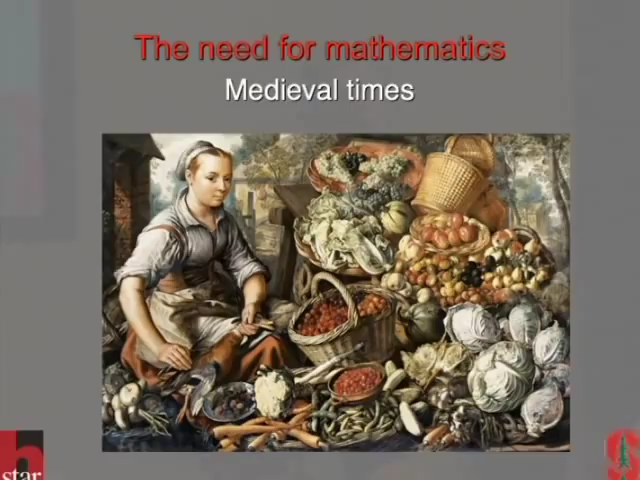 The need for mathematics
Medieval times
h
star
S